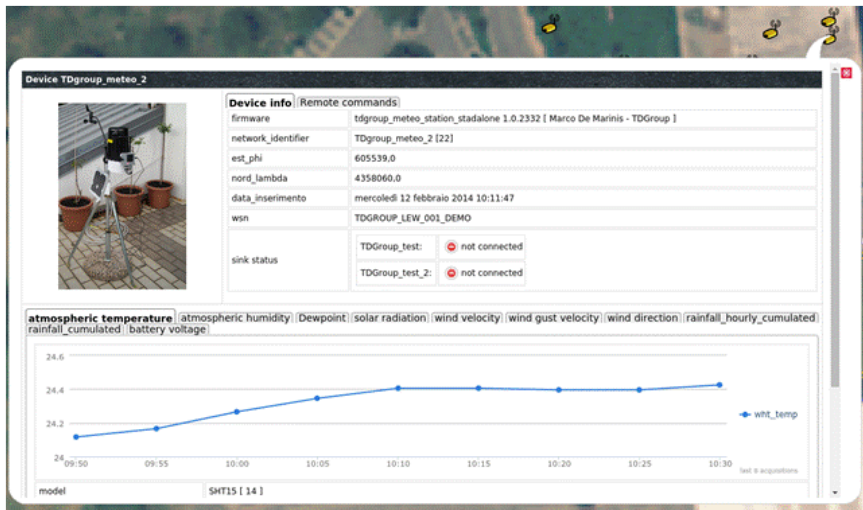 Device TDgroup_meteo_2
Device info Remote commands
firmware tdgroup_meteo_station_stadalone 1.0.2332 [ Marco De Marinis - TDGroup ]
network_identifier TDgroup_meteo_2 [22]
est_phi 605539,0
nord_lambda 4358060,0
data_inserimento mercoledì 12 febbraio 2014 10:11:47
wsn TDGROUP_LEW_001_DEMO
sink status
TDGroup_test: not connected
TDGroup_test_2: not connected
atmospheric temperature atmospheric humidity Dewpoint solar radiation wind velocity wind gust velocity wind direction rainfall_hourly_cumulated
rainfall_cumulated battery voltage
24.6
24.4
24.2
24
wht_temp
09:50 09:55 10:00 10:05 10:10 10:15 10:20 10:25 10:30
last 9 acquisitions
model SHT15 [ 14 ]